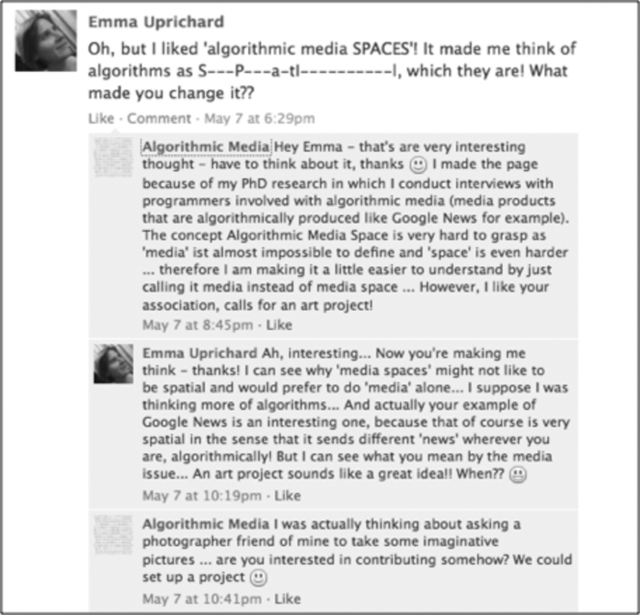 Emma Uprichard
Oh, but I liked 'algorithmic media SPACES'! It made me think of
algorithms as S---P---a-tI----------I, which they are! What
made you change it??
Like · Comment · May 7 at 6:29pm
Algorithmic Media Hey Emma – that's are very interesting
thought – have to think about it, thanks ☺ I made the page
because of my PhD research in which I conduct interviews with
programmers involved with algorithmic media (media products
that are algorithmically produced like Google News for example).
The concept Algorithmic Media Space is very hard to grasp as
'media' ist almost impossible to define and 'space' is even harder
... therefore I am making it a little easier to understand by just
calling it media instead of media space ... However, I like your
association, calls for an art project!
May 7 at 8:45pm · Like
Emma Uprichard Ah, interesting... Now you're making me
think – thanks! I can see why 'media spaces' might not like to
be spatial and would prefer to do 'media' alone... I suppose I was
thinking more of algorithms... And actually your example of
Google News is an interesting one, because that of course is very
spatial in the sense that it sends different 'news' wherever you
are, algorithmically! But I can see what you mean by the media
issue... An art project sounds like a great idea!! When?? ☺
May 7 at 10:19pm · Like
Algorithmic Media I was actually thinking about asking a
photographer friend of mine to take some imaginative
pictures ... are you interested in contributing somehow? We could
set up a project ☺
May 7 at 10:41pm · Like